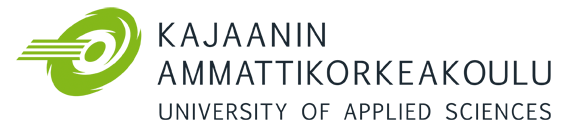 KAJAANIN
AMMATTIKORKEAKOULU
UNIVERSITY OF APPLIED SCIENCES